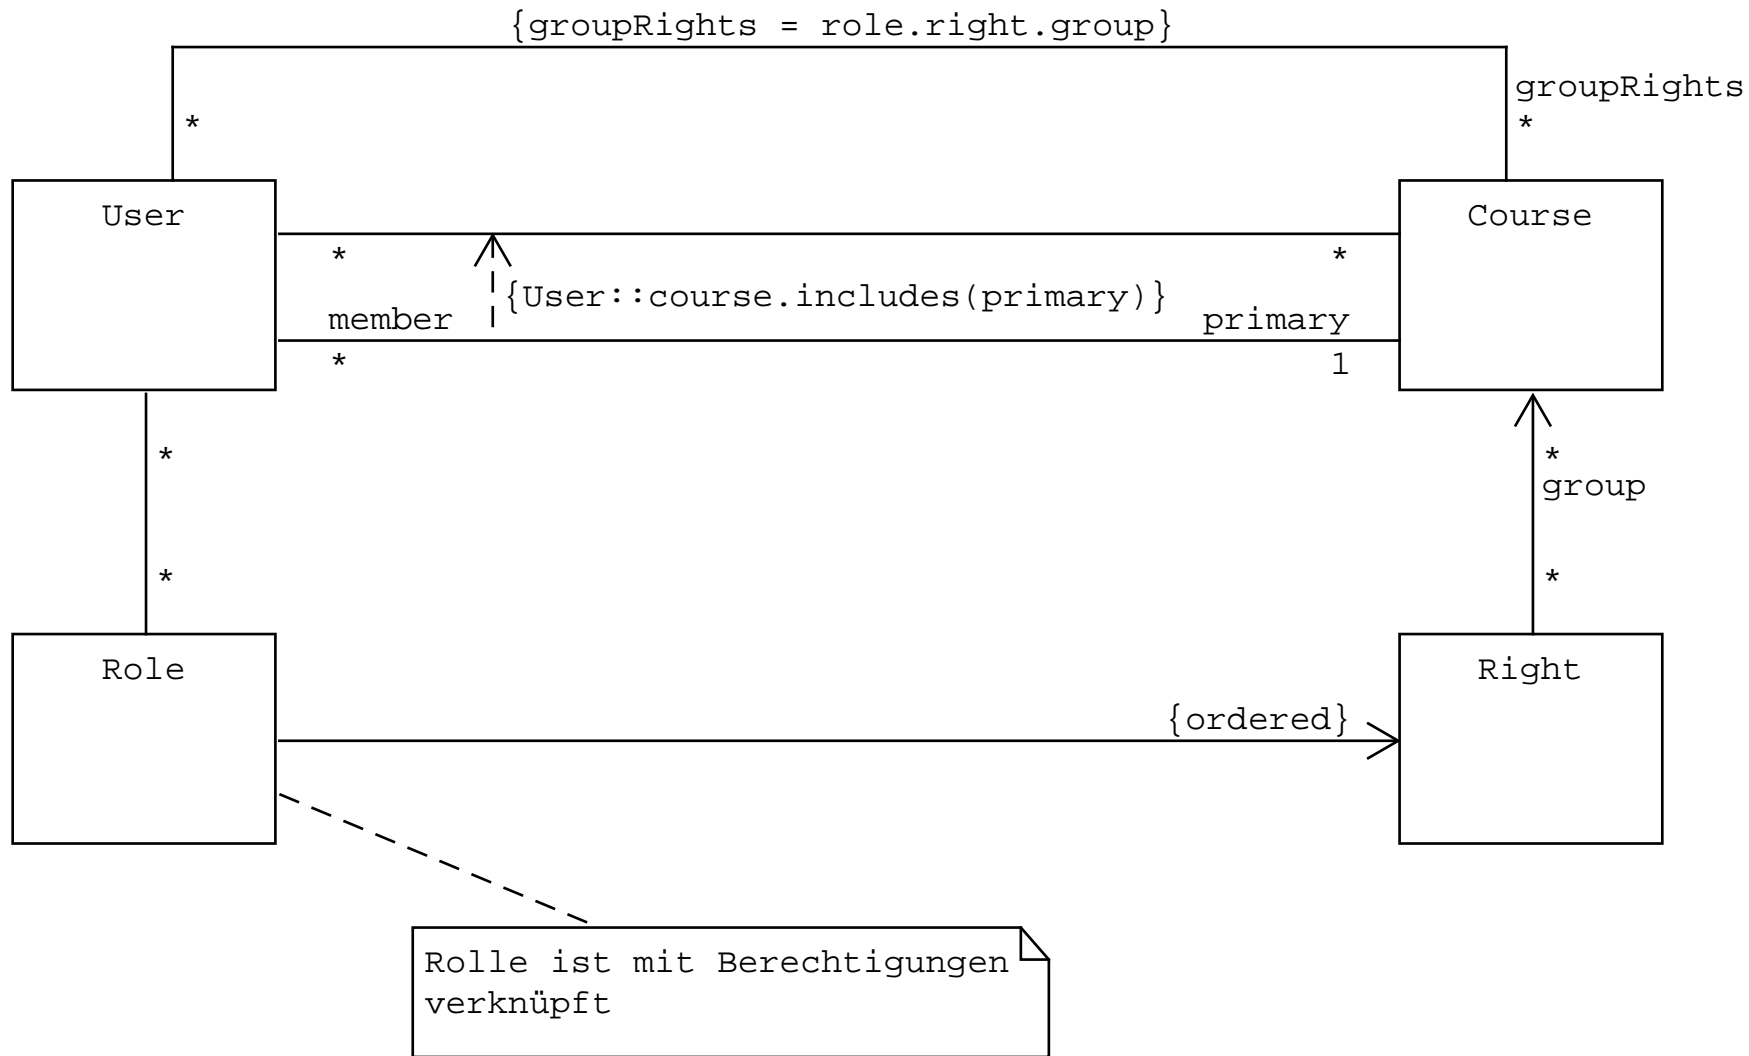 {groupRights = role.right.group}
groupRights
*
*
User
Course
*
*
{User::course.includes(primary)}
member
primary
*
1
*
*
group
*
*
Role
Right
{ordered}
Rolle ist mit Berechtigungen
verknüpft